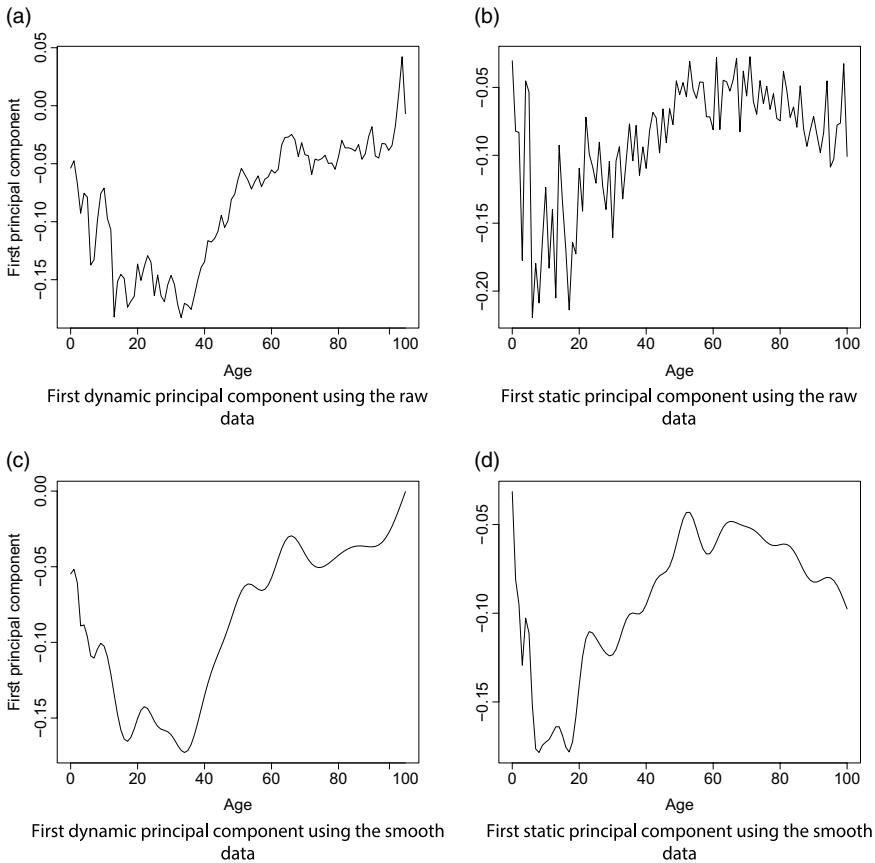 (a)
(b)
First principal component
0.05
0.00
−0.05
−0.10
−0.15
0 20 40 60 80 100
Age
First dynamic principal component using the raw
data
−0.05
−0.10
−0.15
−0.20
0 20 40 60 80 100
Age
First static principal component using the raw
data
(c)
(d)
First principal component
0.00
−0.05
−0.10
−0.15
0 20 40 60 80 100
Age
First dynamic principal component using the smooth
data
−0.05
−0.10
−0.15
0 20 40 60 80 100
Age
First static principal component using the smooth
data